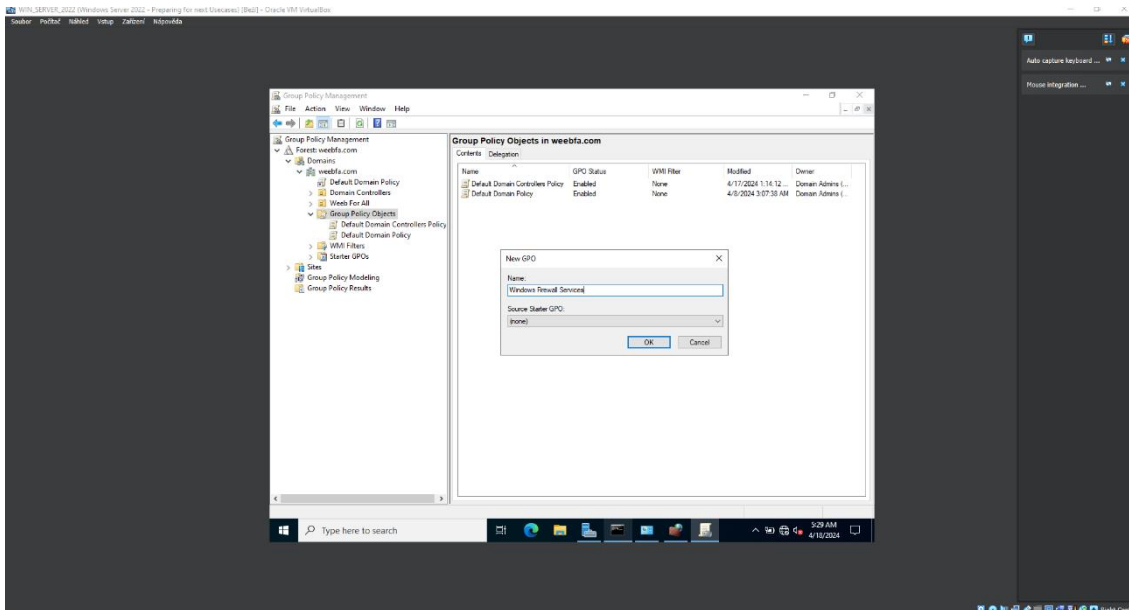 WIN_SERVER_2022 (Windows Server 2022 - Preparing for next Usecases) [Beží] - Oracle VM VirtualBox
Soubor Počítač Náhled Vstup Zařízení Nápověda
Auto capture keyboard ...
Mouse integration ...
Group Policy Management
File Action View Window Help
Group Policy Management
Forest: weebfa.com
Domains
weebfa.com
Default Domain Policy
Domain Controllers
Weeb For All
Group Policy Objects
Default Domain Controllers Policy
Default Domain Policy
WMI Filters
Starter GPOs
Sites
Group Policy Modeling
Group Policy Results
Group Policy Objects in weebfa.com
Contents Delegation
Name GPO Status WMI Filter Modified Owner
Default Domain Controllers Policy Enabled None 4/17/2024 1:14:12 ... Domain Admins (...
Default Domain Policy Enabled None 4/8/2024 3:07:38 AM Domain Admins (...
New GPO
Name:
Windows Firewall Services
Source Starter GPO:
(none)
OK Cancel
Type here to search
5:29 AM
4/18/2024